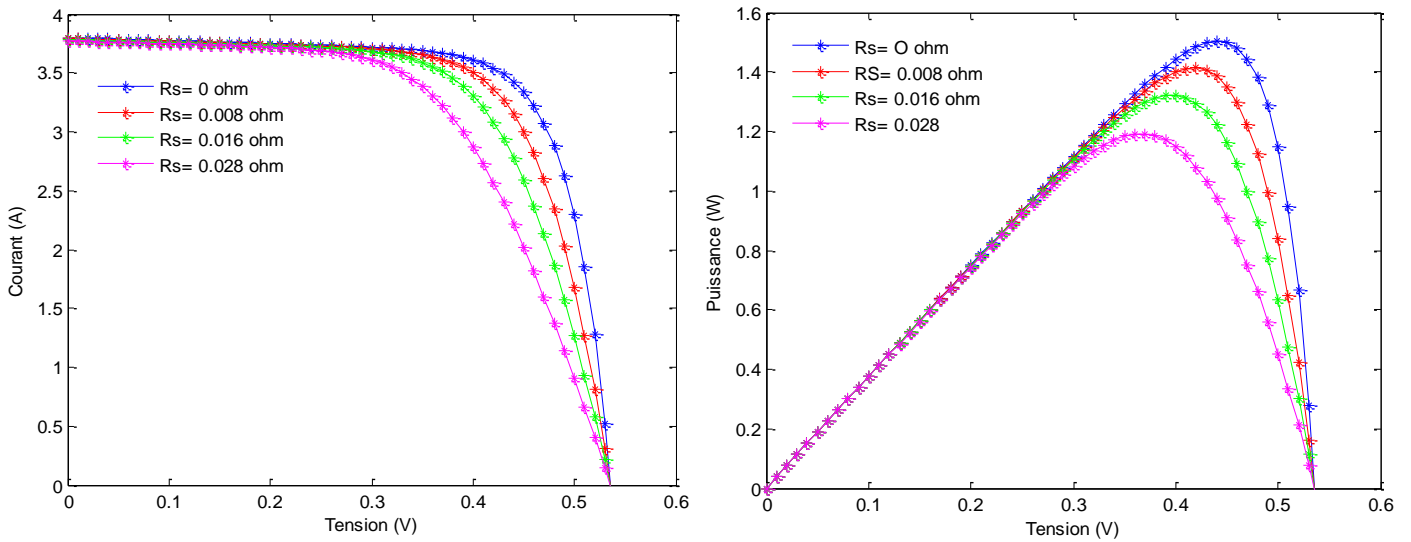 4
3.5
3
2.5
2
1.5
1
0.5
0
0
0.1
0.2
0.3
0.4
0.5
0.6
Courant (A)
Tension (V)
Rs= 0 ohm
Rs= 0.008 ohm
Rs= 0.016 ohm
Rs= 0.028 ohm
1.6
1.4
1.2
1
0.8
0.6
0.4
0.2
0
0
0.1
0.2
0.3
0.4
0.5
0.6
Puissance (W)
Tension (V)
Rs= O ohm
RS= 0.008 ohm
Rs= 0.016 ohm
Rs= 0.028